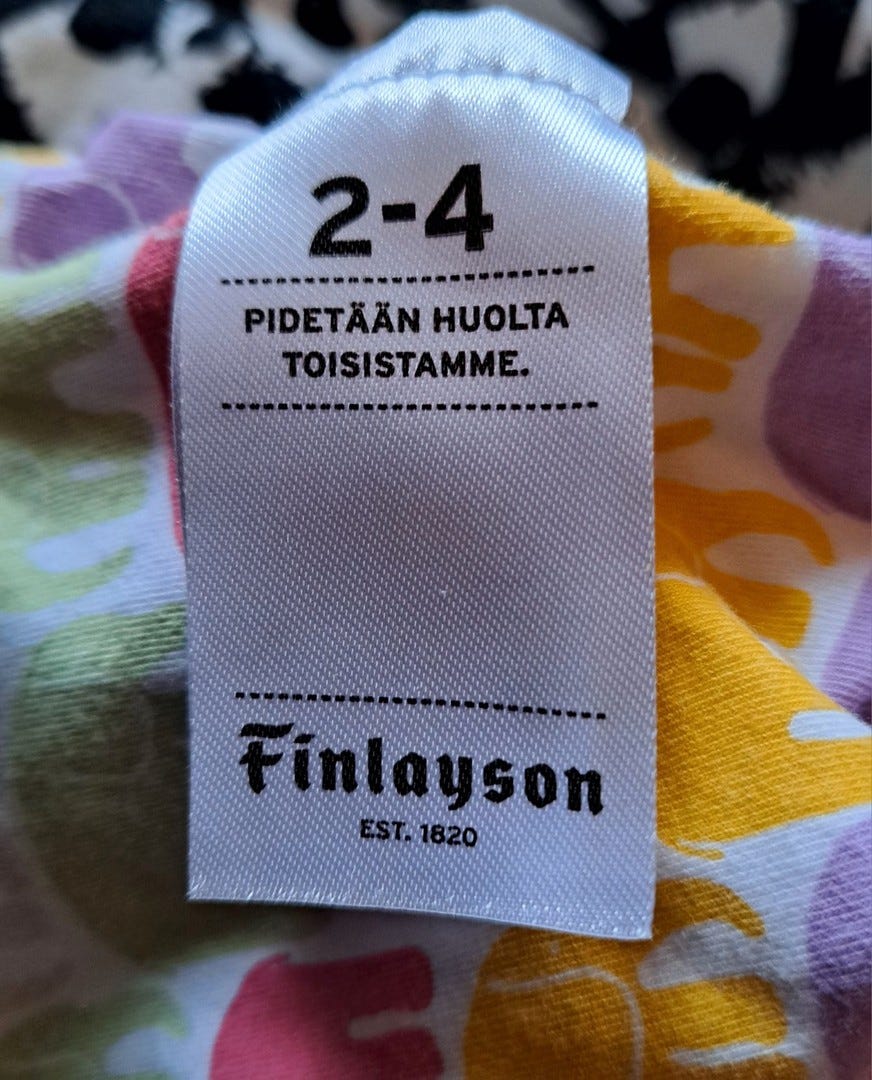 2-4
PIDETÄÄN HUOLTA
TOISISTAMME.
Finlayson
EST. 1820